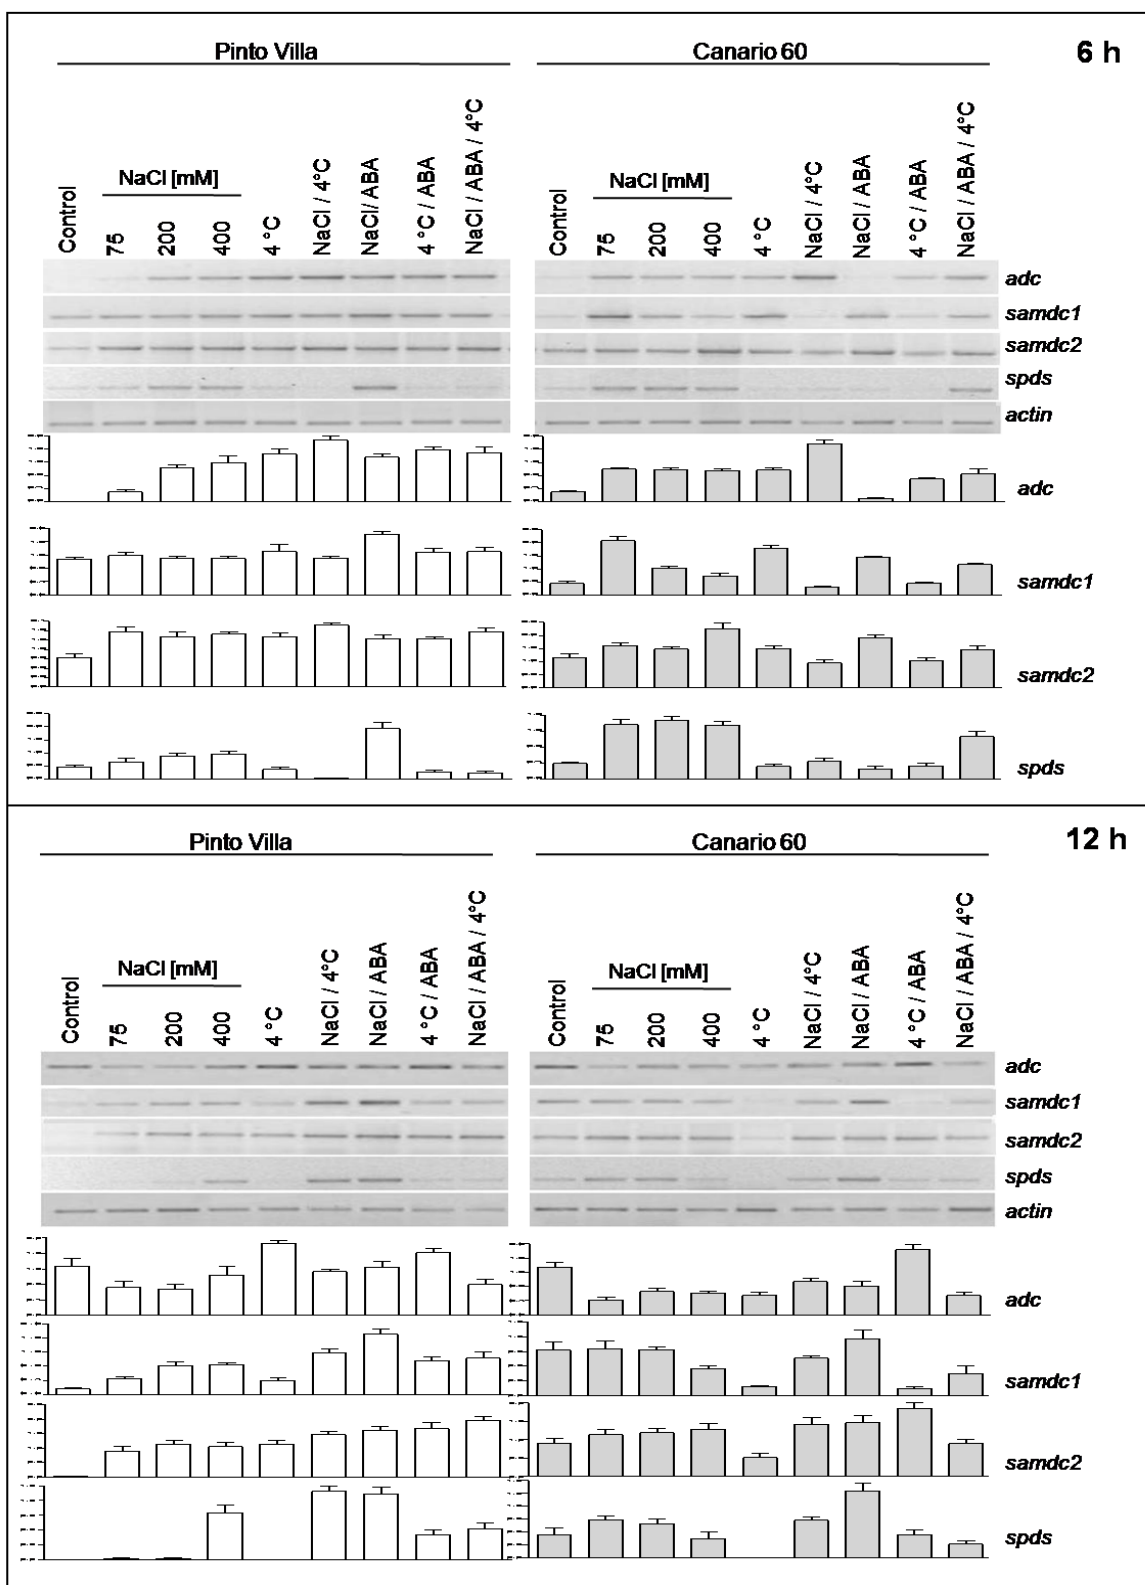 Pinto Villa
Canario 60
6 h
Control
NaCl [mM]
75
200
400
4 °C
NaCl / 4°C
NaCl/ ABA
4 °C / ABA
NaCl / ABA / 4°C
Control
NaCl [mM]
75
200
400
4 °C
NaCl / 4°C
NaCl / ABA
4 °C / ABA
NaCl / ABA / 4°C
adc
samdc1
samdc2
spds
actin
adc
samdc1
samdc2
spds
Pinto Villa
Canario 60
12 h
Control
NaCl [mM]
75
200
400
4 °C
NaCl / 4°C
NaCl / ABA
4 °C / ABA
NaCl / ABA / 4°C
Control
NaCl [mM]
75
200
400
4 °C
NaCl / 4°C
NaCl / ABA
4 °C / ABA
NaCl / ABA / 4°C
adc
samdc1
samdc2
spds
actin
adc
samdc1
samdc2
spds